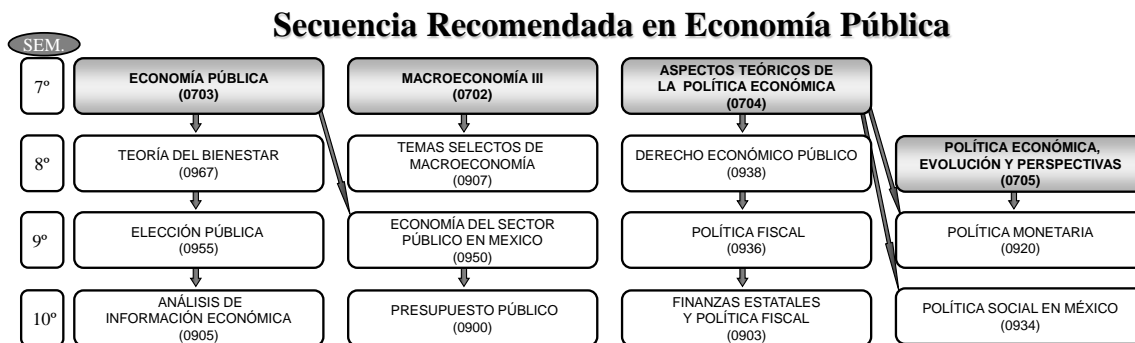 Secuencia Recomendada en Economía Pública
SEM.
7º
ECONOMÍA PÚBLICA
(0703)
MACROECONOMÍA III
(0702)
ASPECTOS TEÓRICOS DE
LA POLÍTICA ECONÓMICA
(0704)
8º
TEORÍA DEL BIENESTAR
(0967)
TEMAS SELECTOS DE
MACROECONOMÍA
(0907)
DERECHO ECONÓMICO PÚBLICO
(0938)
POLÍTICA ECONÓMICA,
EVOLUCIÓN Y PERSPECTIVAS
(0705)
9º
ELECCIÓN PÚBLICA
(0955)
ECONOMÍA DEL SECTOR
PÚBLICO EN MEXICO
(0950)
POLÍTICA FISCAL
(0936)
POLÍTICA MONETARIA
(0920)
10º
ANÁLISIS DE
INFORMACIÓN ECONÓMICA
(0905)
PRESUPUESTO PÚBLICO
(0900)
FINANZAS ESTATALES
Y POLÍTICA FISCAL
(0903)
POLÍTICA SOCIAL EN MÉXICO
(0934)